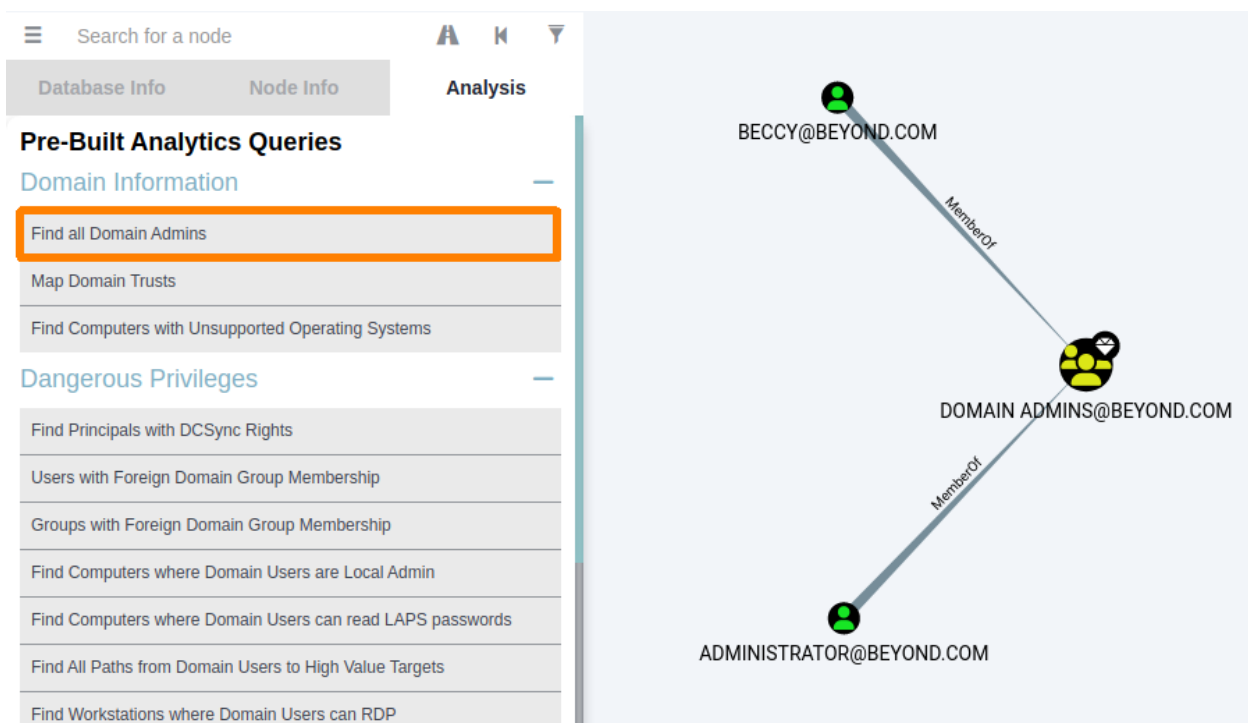 Search for a node
Database Info
Node Info
Analysis
Pre-Built Analytics Queries
Domain Information
Find all Domain Admins
Map Domain Trusts
Find Computers with Unsupported Operating Systems
Dangerous Privileges
Find Principals with DCSync Rights
Users with Foreign Domain Group Membership
Groups with Foreign Domain Group Membership
Find Computers where Domain Users are Local Admin
Find Computers where Domain Users can read LAPS passwords
Find All Paths from Domain Users to High Value Targets
Find Workstations where Domain Users can RDP
BECCY@BEYOND.COM
MemberOf
DOMAIN ADMINS@BEYOND.COM
MemberOf
ADMINISTRATOR@BEYOND.COM